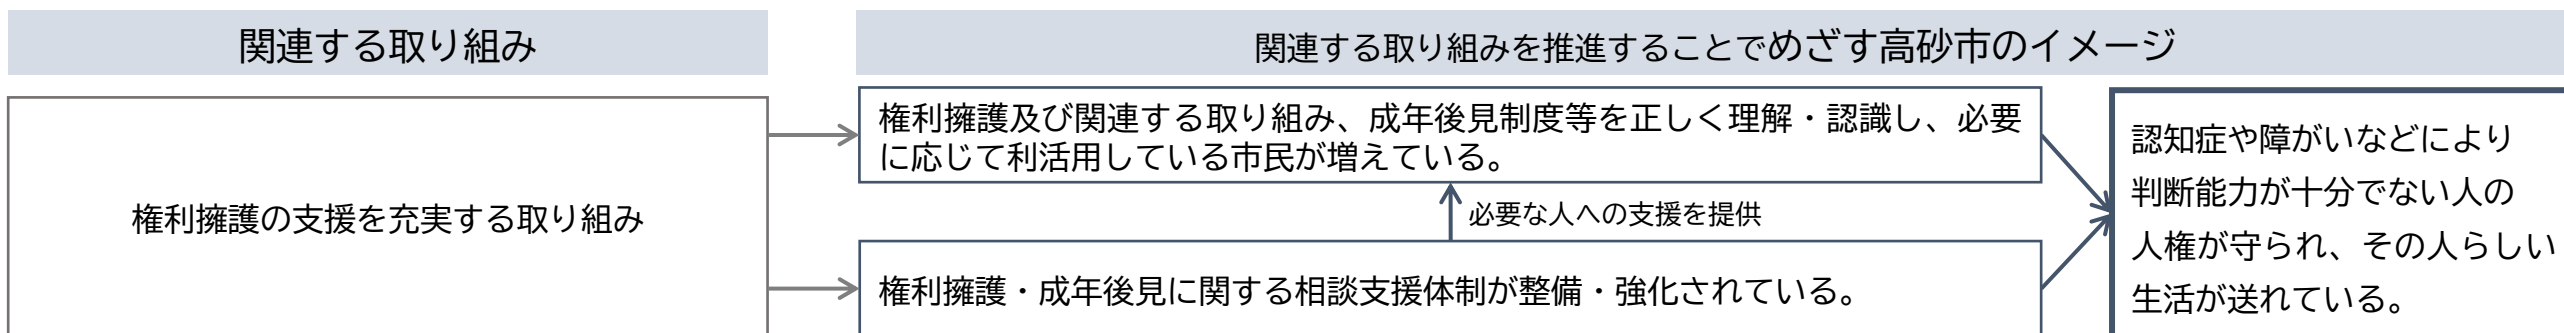 関連する取り組み
関連する取り組みを推進することでめざす高砂市のイメージ
権利擁護の支援を充実する取り組み
権利擁護及び関連する取り組み、成年後見制度等を正しく理解・認識し、必要
に応じて利活用している市民が増えている。
必要な人への支援を提供
権利擁護・成年後見に関する相談支援体制が整備・強化されている。
認知症や障がいなどにより
判断能力が十分でない人の
人権が守られ、その人らしい
生活が送れている。